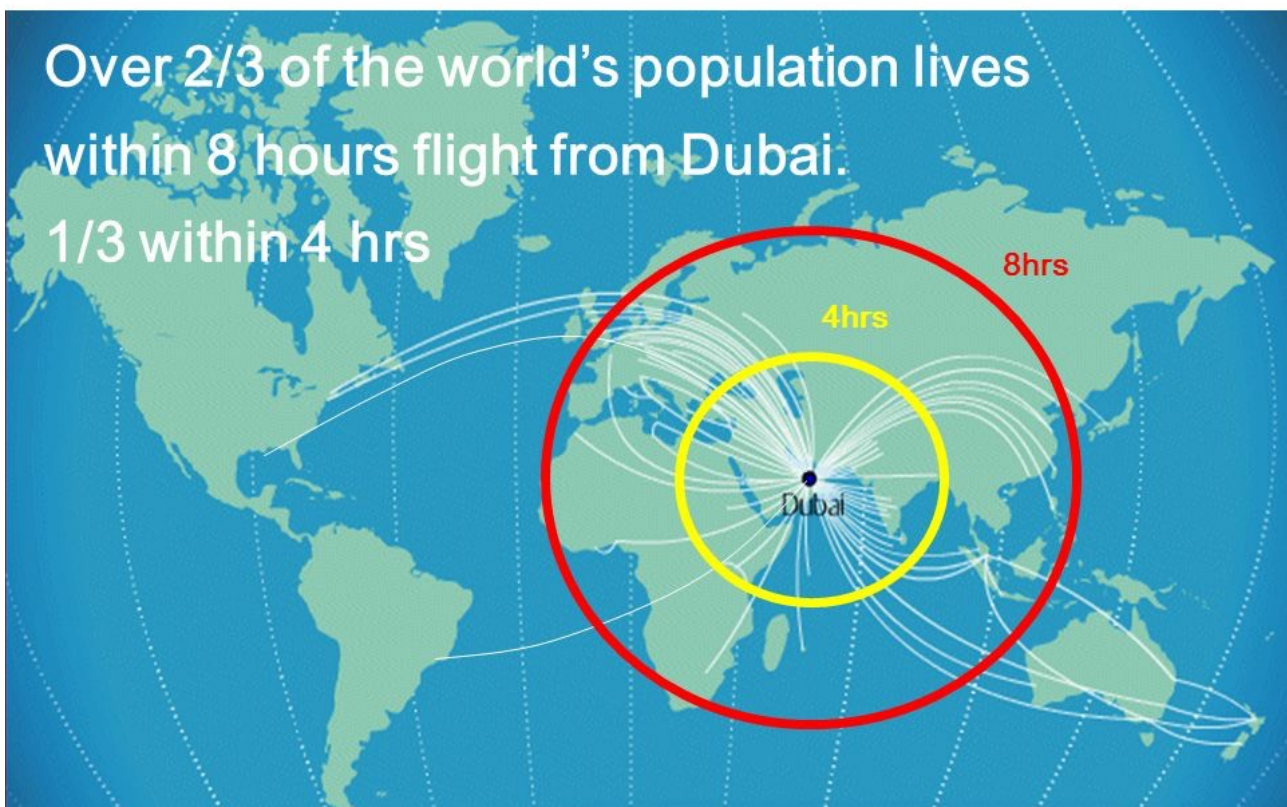 Over 2/3 of the world's population lives
within 8 hours flight from Dubai.
1/3 within 4 hrs
8hrs
4hrs
Dubai